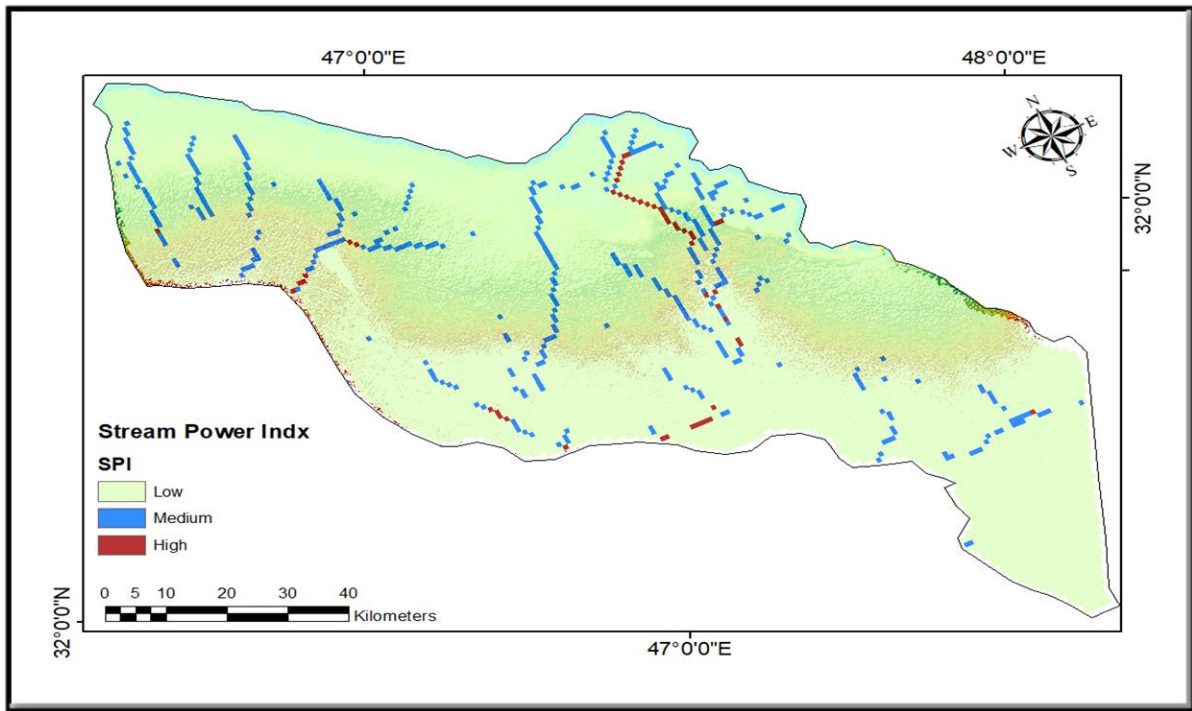 47°0'0"E
48°0'0"E
N
E
W
S
32°0'0"N
Stream Power Indx
SPI
Low
Medium
High
0 5 10 20 30 40
Kilometers
32°0'0"N
47°0'0"E